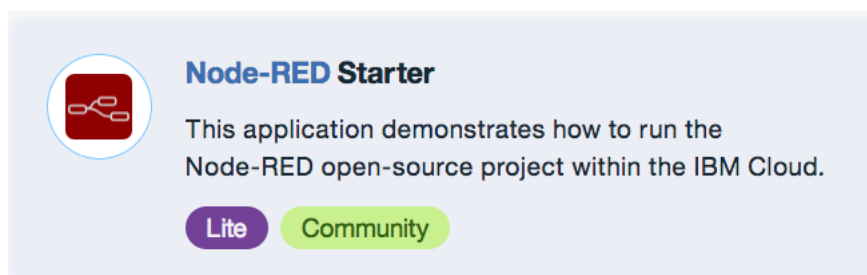 Node-RED Starter
This application demonstrates how to run the
Node-RED open-source project within the IBM Cloud.
Lite Community